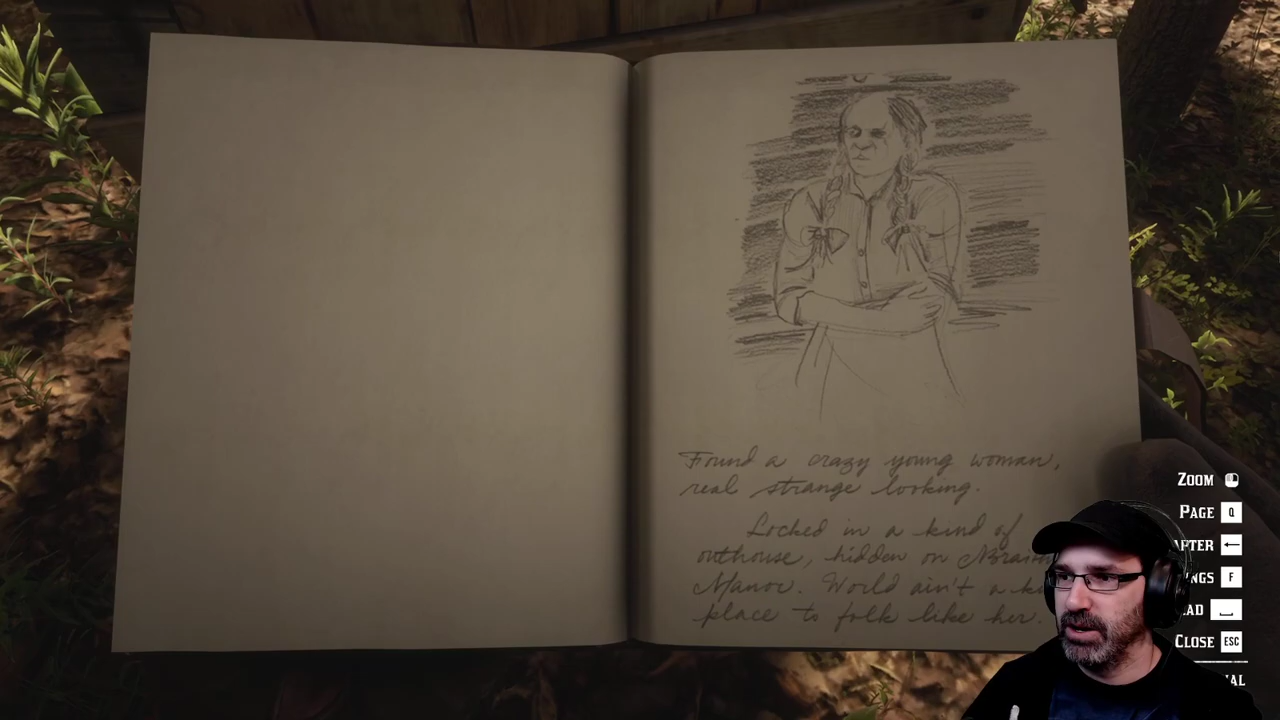 Found a crazy young woman,
real strange looking.
Locked in a kind of
outhouse, hidden on
Manor. World ain't a
place to folk like her.
ZOOM
PAGE Q
CLOSE ESC
F